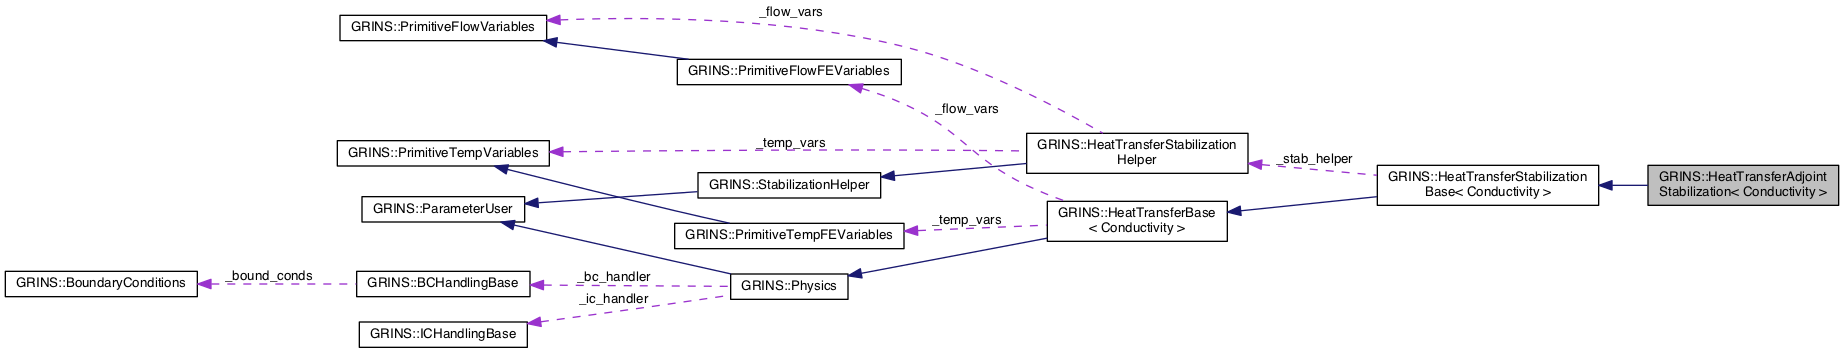 _flow_vars
GRINS::PrimitiveFlowVariables
GRINS::PrimitiveFlowFEVariables
_flow_vars
GRINS::PrimitiveTempVariables
_temp_vars
GRINS::HeatTransferStabilization
Helper
_stab_helper
GRINS::HeatTransferStabilization
Base< Conductivity >
GRINS::HeatTransferAdjoint
Stabilization< Conductivity >
GRINS::StabilizationHelper
GRINS::ParameterUser
GRINS::HeatTransferBase
< Conductivity >
_temp_vars
GRINS::PrimitiveTempFEVariables
GRINS::BoundaryConditions
_bound_conds
GRINS::BCHandlingBase
_bc_handler
GRINS::Physics
_ic_handler
GRINS::ICHandlingBase